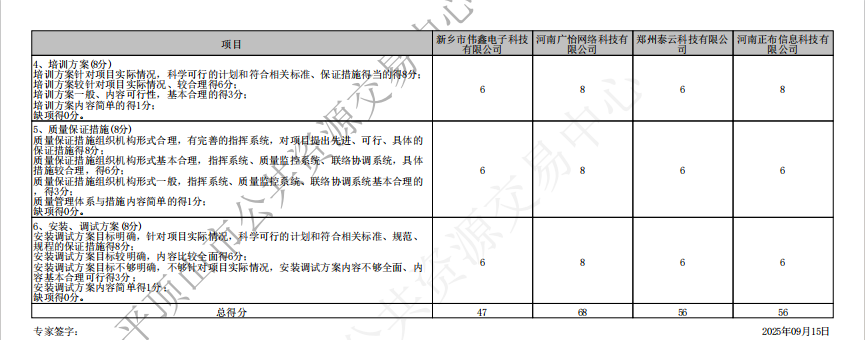 项目 新乡市伟鑫电子科技有限公司 河南广怡网络科技有限公司 郑州泰云科技有限公司 河南正布信息科技有限公司
4、培训方案(8分)
培训方案针对项目实际情况，科学可行的计划和符合相关标准、保证措施得当的得8分；
培训方案较针对项目实际情况、较合理得6分；
培训方案一般、内容可行性，基本合理的得3分；
培训方案内容简单的得1分；
缺项得0分。
6 8 6 8
5、质量保证措施(8分)
质量保证措施组织机构形式合理，有完善的指挥系统，对项目提出先进、可行、具体的
保证措施得8分；
质量保证措施组织机构形式基本合理，指挥系统、质量监控系统、联络协调系统，具体
措施较合理，得6分；
质量保证措施组织机构形式一般，指挥系统、质量监控系统、联络协调系统基本合理的
，得3分；
质量管理体系与措施内容简单的得1分；
缺项得0分。
6 8 6 6
6、安装、调试方案(8分)
安装调试方案目标明确，针对项目实际情况，科学可行的计划和符合相关标准、规范、
规程的保证措施得8分；
安装调试方案目标较明确，内容比较全面得6分；
安装调试方案目标不够明确，不够针对项目实际情况，安装调试方案内容不够全面、内
容基本合理可行得3分；
安装调试方案内容简单得1分；
缺项得0分。
6 8 6 6
总得分 47 68 56 56
专家签字： 2025年09月15日
平顶山市公共资源交易中心
公共资源交易中心